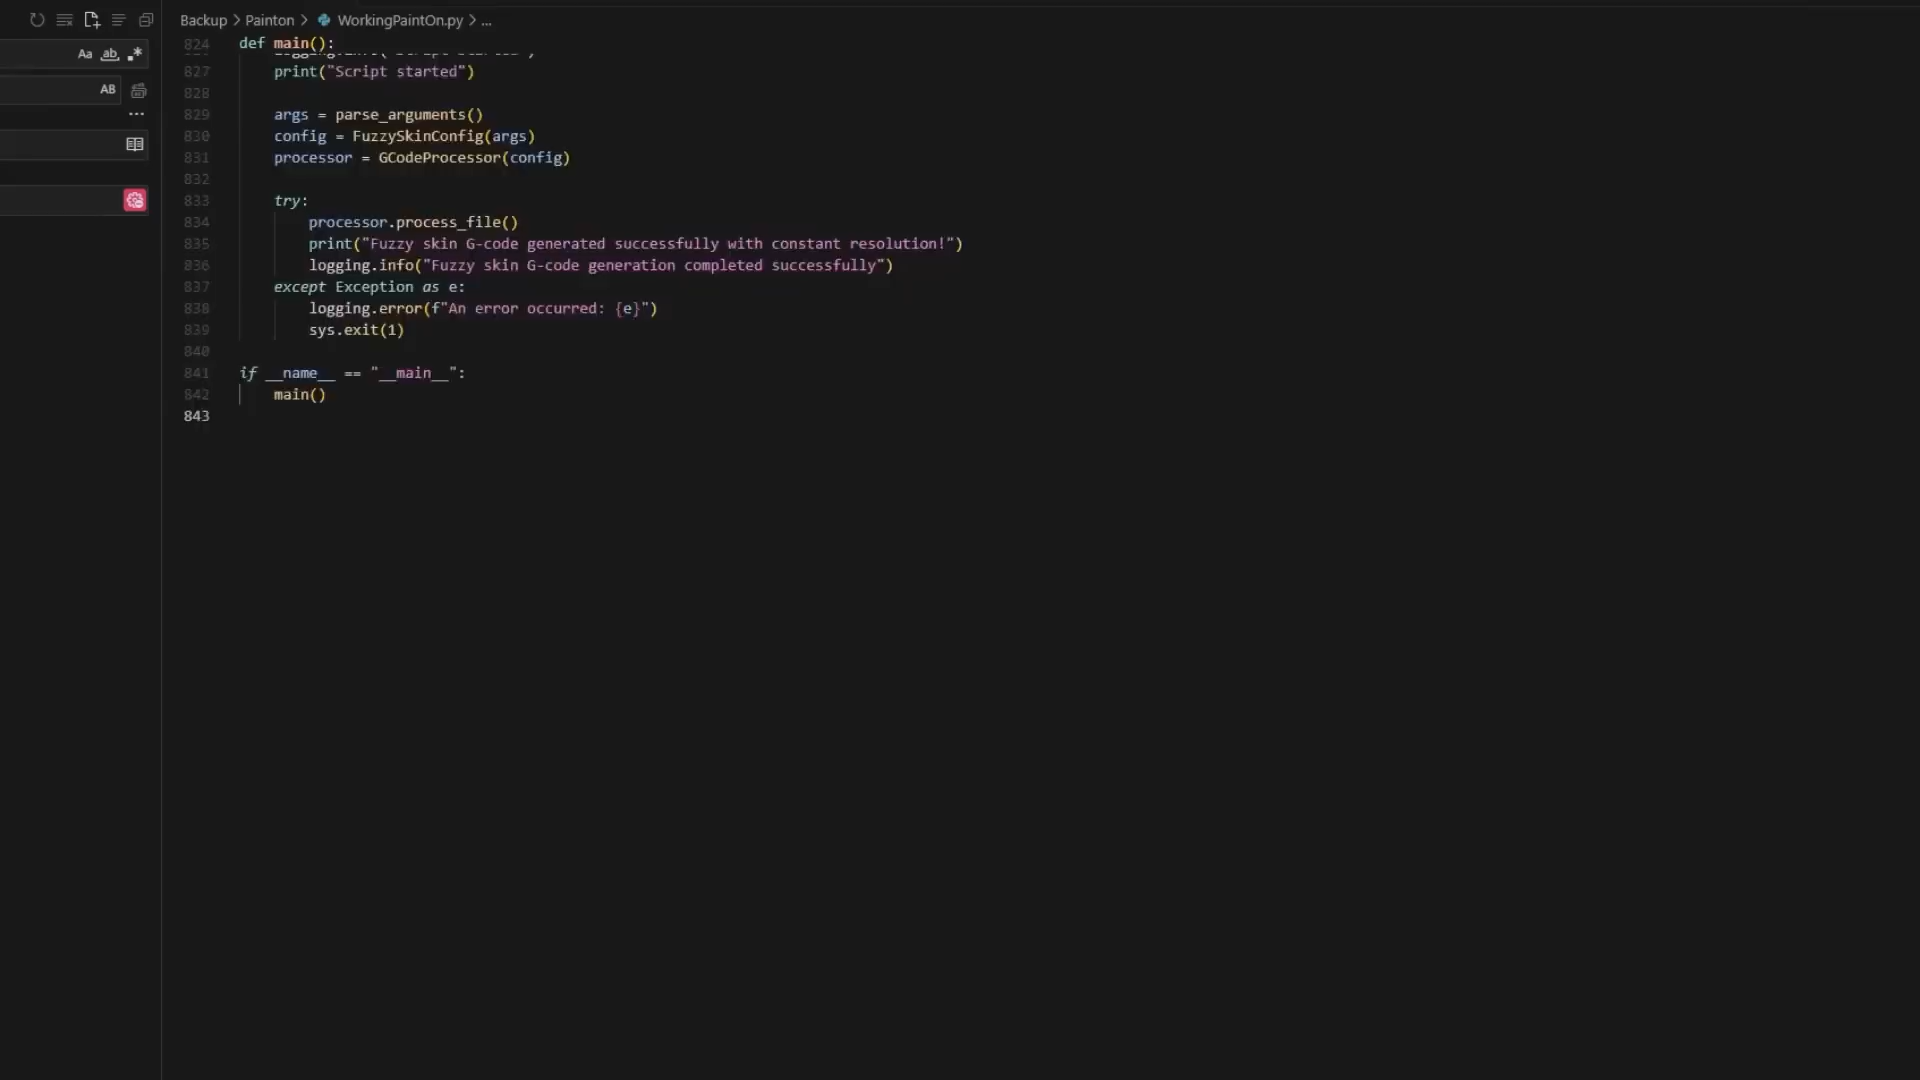 Backup > Painton > WorkingPaintOn.py > ...
Aa ab .*
AB
...
824 def main():
827 print("Script started")
828
829 args = parse_arguments()
830 config = FuzzySkinConfig(args)
831 processor = GCodeProcessor(config)
832
833 try:
834 processor.process_file()
835 print("Fuzzy skin G-code generated successfully with constant resolution!")
836 logging.info("Fuzzy skin G-code generation completed successfully")
837 except Exception as e:
838 logging.error(f"An error occurred: {e}")
839 sys.exit(1)
840
841 if __name__ == "__main__":
842 main()
843